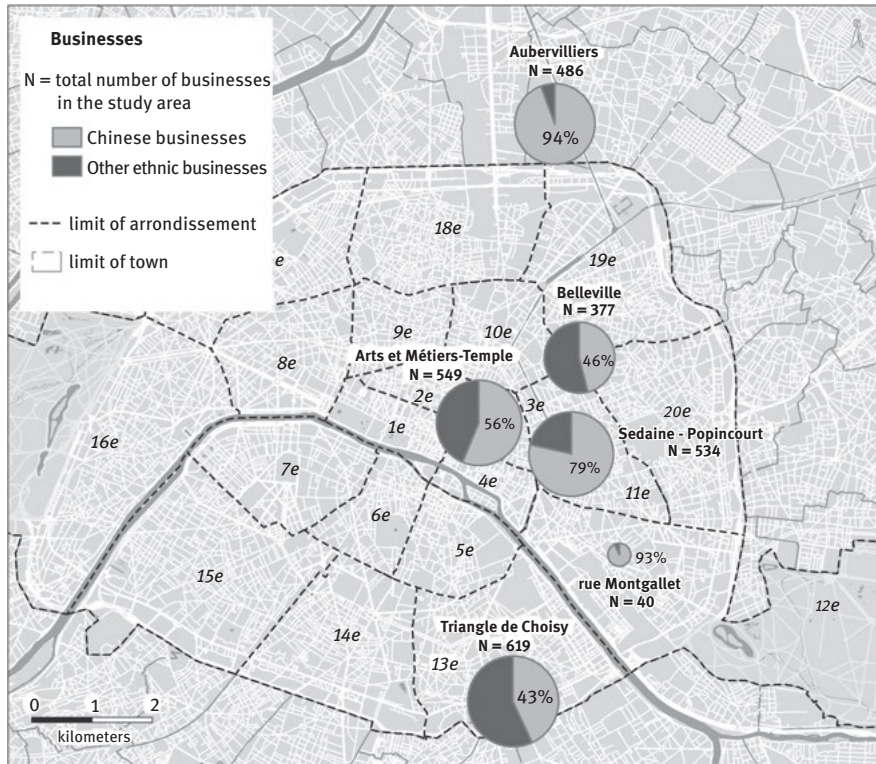 Businesses
N = total number of businesses
in the study area
Chinese businesses
Other ethnic businesses
limit of arrondissement
limit of town
Aubervilliers
N = 486
94%
18e
e
19e
Belleville
N = 377
46%
9e
10e
8e
Arts et Métiers-Temple
N = 549
56%
2e
3e
1e
20e
Sedaine - Popincourt
N = 534
79%
16e
7e
4e
11e
6e
5e
93%
rue Montgallet
N = 40
15e
12e
14e
13e
Triangle de Choisy
N = 619
43%
0 1 2
kilometers